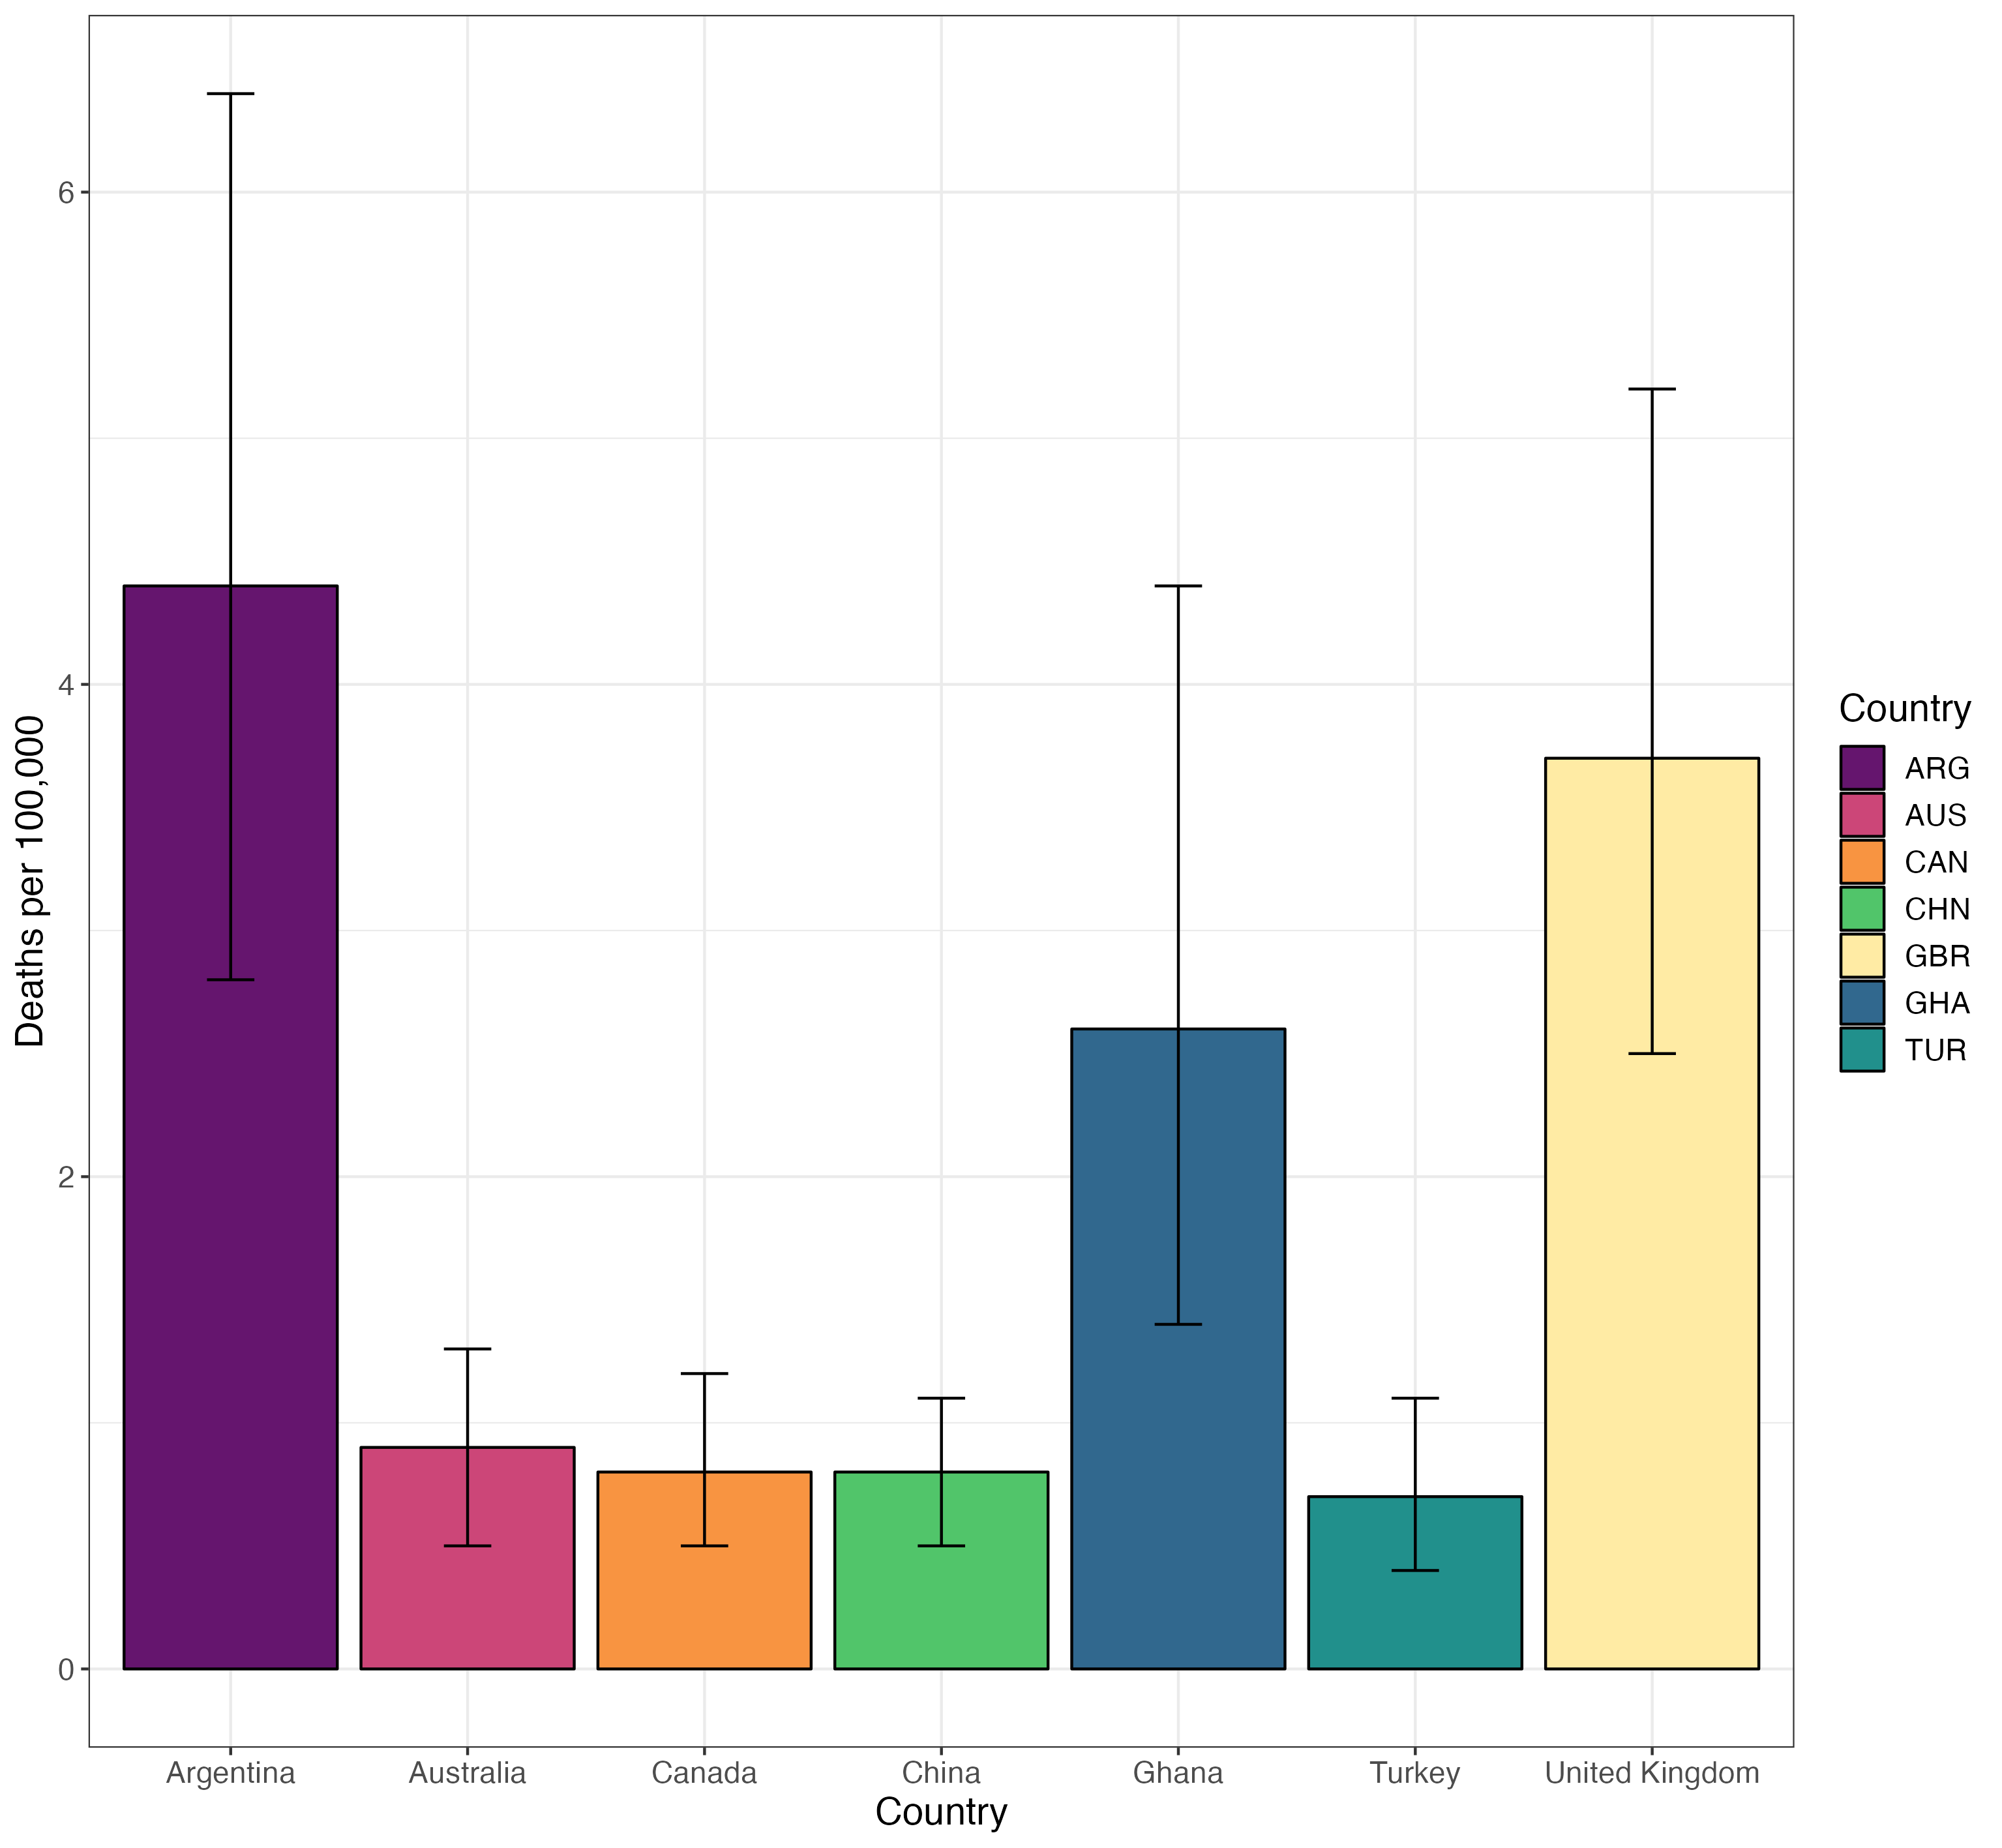 Deaths per 100,000
6
4
2
0
Argentina Australia Canada China Ghana Turkey United Kingdom
Country
Country
ARG
AUS
CAN
CHN
GBR
GHA
TUR